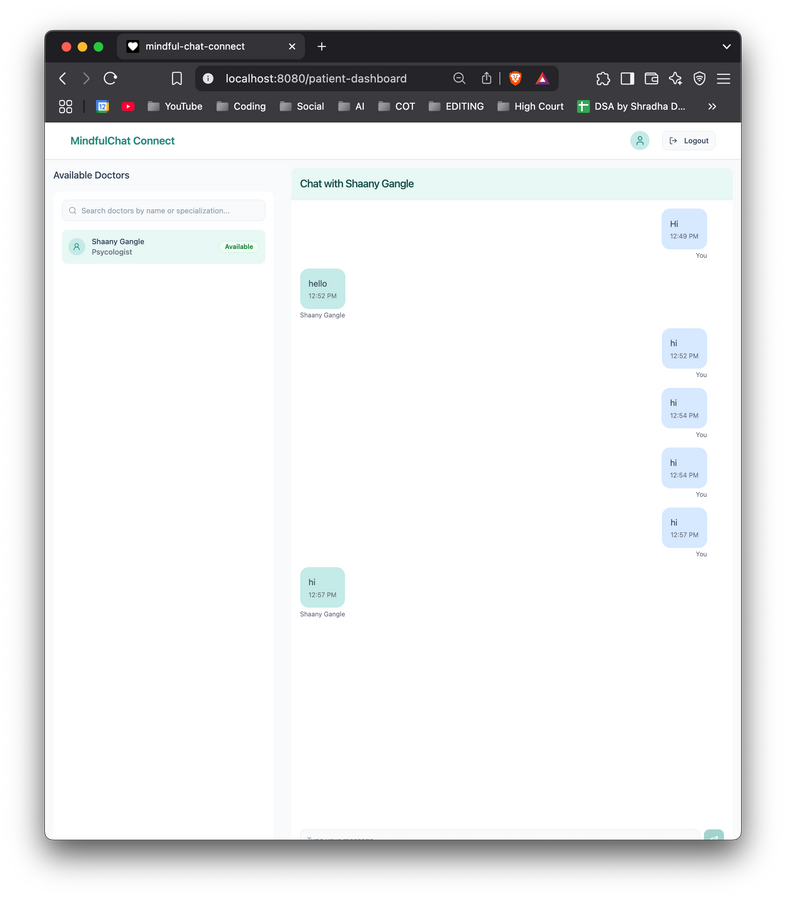 mindful-chat-connect
localhost:8080/patient-dashboard
12
YouTube
Coding
Social
AI
COT
EDITING
High Court
DSA by Shradha D...
MindfulChat Connect
Logout
Available Doctors
Search doctors by name or specialization...
Shaany Gangle
Psycologist
Available
Chat with Shaany Gangle
Hi
12:49 PM
You
hello
12:52 PM
Shaany Gangle
hi
12:52 PM
You
hi
12:54 PM
You
hi
12:54 PM
You
hi
12:57 PM
You
hi
12:57 PM
Shaany Gangle